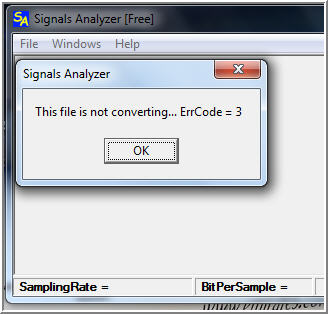 SA Signals Analyzer [Free]
File Windows Help
Signals Analyzer
This file is not converting... ErrCode = 3
OK
SamplingRate = BitPerSample =